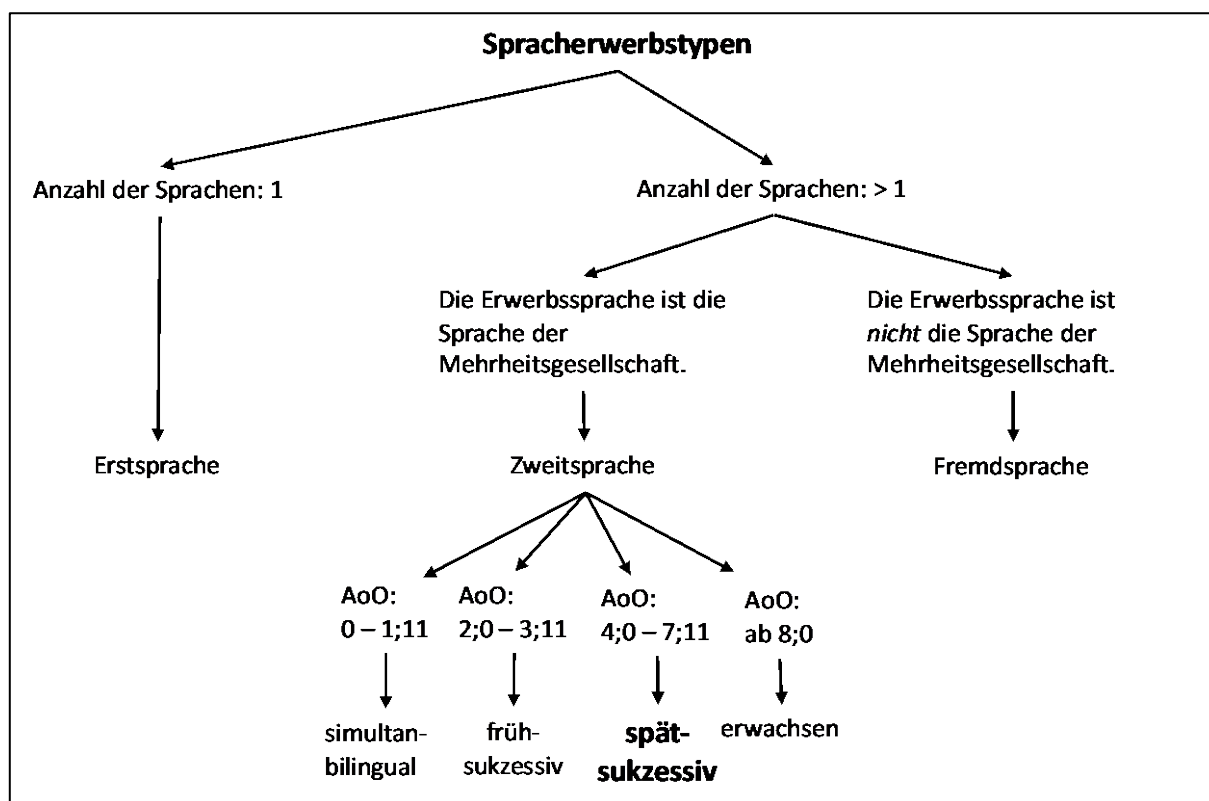 Spracherwerbstypen
Anzahl der Sprachen: 1
Anzahl der Sprachen: > 1
Die Erwerbssprache ist die
Sprache der
Mehrheitsgesellschaft.
Die Erwerbssprache ist
nicht die Sprache der
Mehrheitsgesellschaft.
Erstsprache
Zweitsprache
Fremdsprache
AoO:
0 – 1;11
AoO:
2;0 – 3;11
AoO:
4;0 – 7;11
AoO:
ab 8;0
simultan-
bilingual
früh-
sukzessiv
spät-
sukzessiv
erwachsen